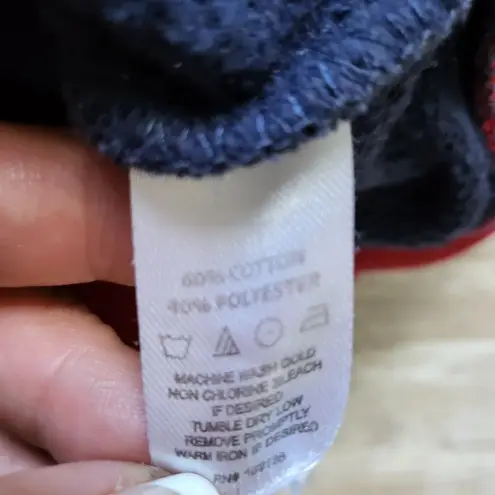 60% COTTON
40% POLYESTER
MACHINE WASH COLD
NON CHLORINE BLEACH
IF DESIRED
TUMBLE DRY LOW
REMOVE PROMPTLY
WARM IRON IF DESIRED
RN#